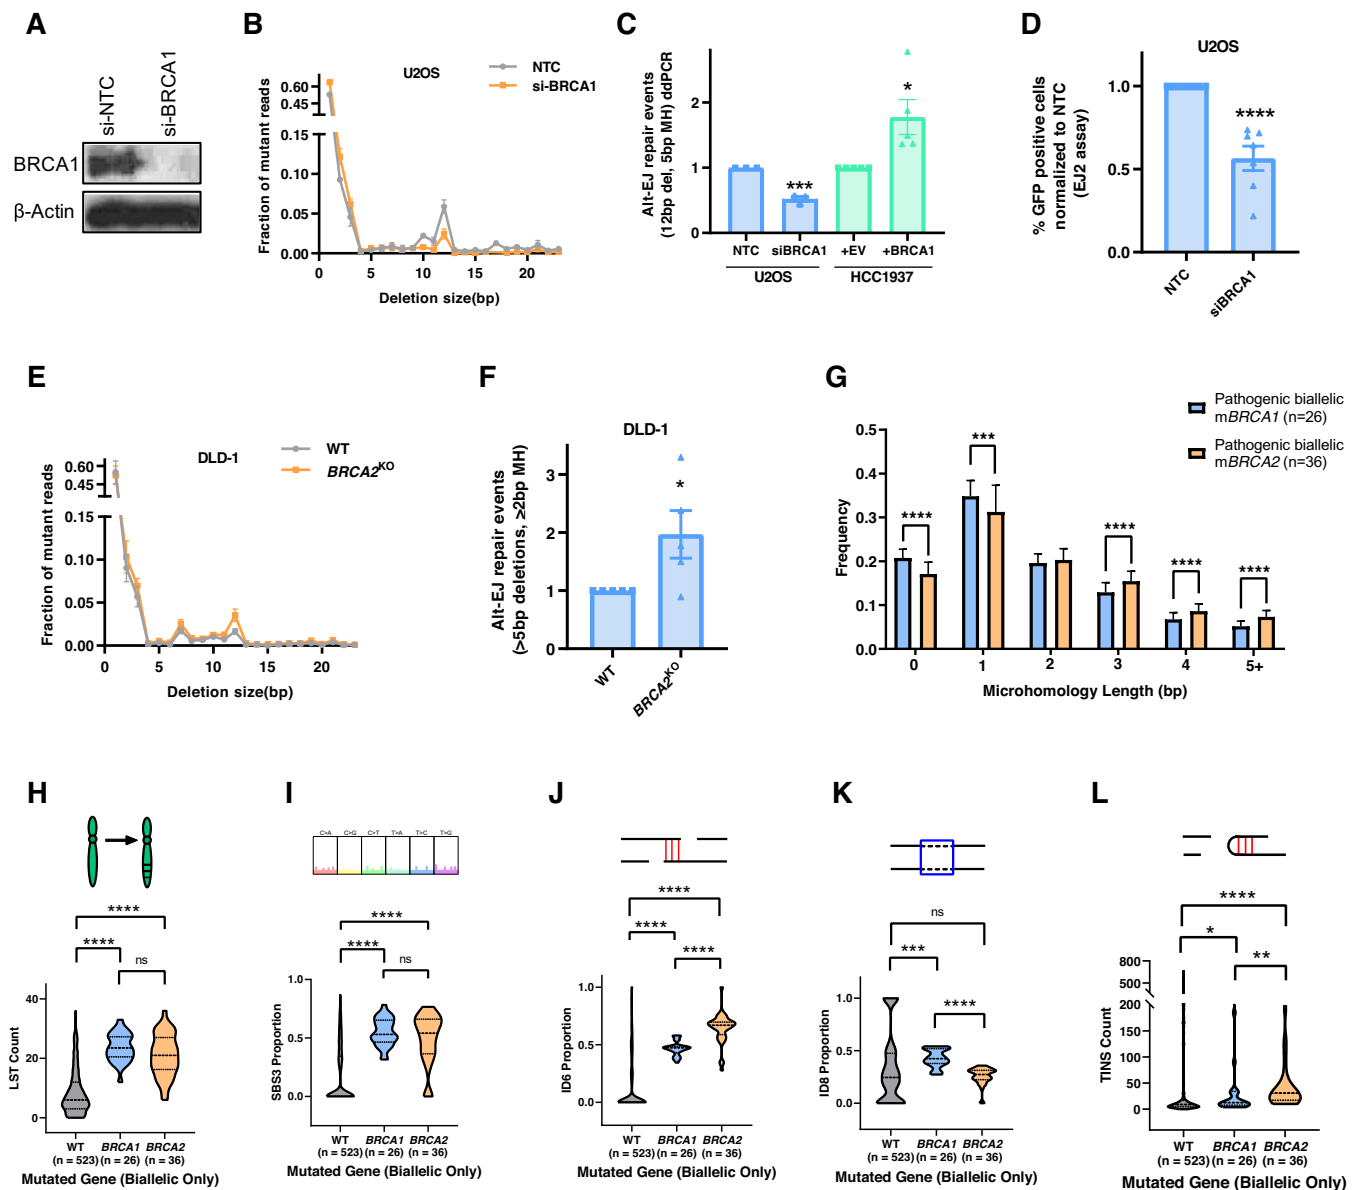 A
si-NTC
si-BRCA1
BRCA1
β-Actin
B
U2OS
NTC
si-BRCA1
Fraction of mutant reads
0.60
0.45
0.15
0.10
0.05
0.00
0 5 10 15 20
Deletion size(bp)
C
Alt-EJ repair events
(12bp del, 5bp MH) ddPCR
2
1
0
***
*
NTC siBRCA1 +EV +BRCA1
U2OS HCC1937
D
U2OS
% GFP positive cells
normalized to NTC
(EJ2 assay)
1.0
0.5
0.0
****
NTC
siBRCA1
E
DLD-1
WT
BRCA2KO
Fraction of mutant reads
0.60
0.45
0.15
0.10
0.05
0.00
0 5 10 15 20
Deletion size(bp)
F
DLD-1
Alt-EJ repair events
(>5bp deletions, ≥2bp MH)
3
2
1
0
*
WT
BRCA2KO
G
Pathogenic biallelic
mBRCA1 (n=26)
Pathogenic biallelic
mBRCA2 (n=36)
Frequency
0.5
0.4
0.3
0.2
0.1
0.0
****
***
****
****
****
0 1 2 3 4 5+
Microhomology Length (bp)
H
****
****
ns
LST Count
40
20
0
WT BRCA1 BRCA2
(n = 523) (n = 26) (n = 36)
Mutated Gene (Biallelic Only)
I
C>A C>G C>T T>A T>C T>G
****
****
ns
SBS3 Proportion
1.0
0.5
0.0
WT BRCA1 BRCA2
(n = 523) (n = 26) (n = 36)
Mutated Gene (Biallelic Only)
J
****
****
****
ID6 Proportion
1.0
0.5
0.0
WT BRCA1 BRCA2
(n = 523) (n = 26) (n = 36)
Mutated Gene (Biallelic Only)
K
ns
***
****
ID8 Proportion
1.0
0.5
0.0
WT BRCA1 BRCA2
(n = 523) (n = 26) (n = 36)
Mutated Gene (Biallelic Only)
L
****
*
**
TINS Count
800
500
200
150
100
50
0
WT BRCA1 BRCA2
(n = 523) (n = 26) (n = 36)
Mutated Gene (Biallelic Only)